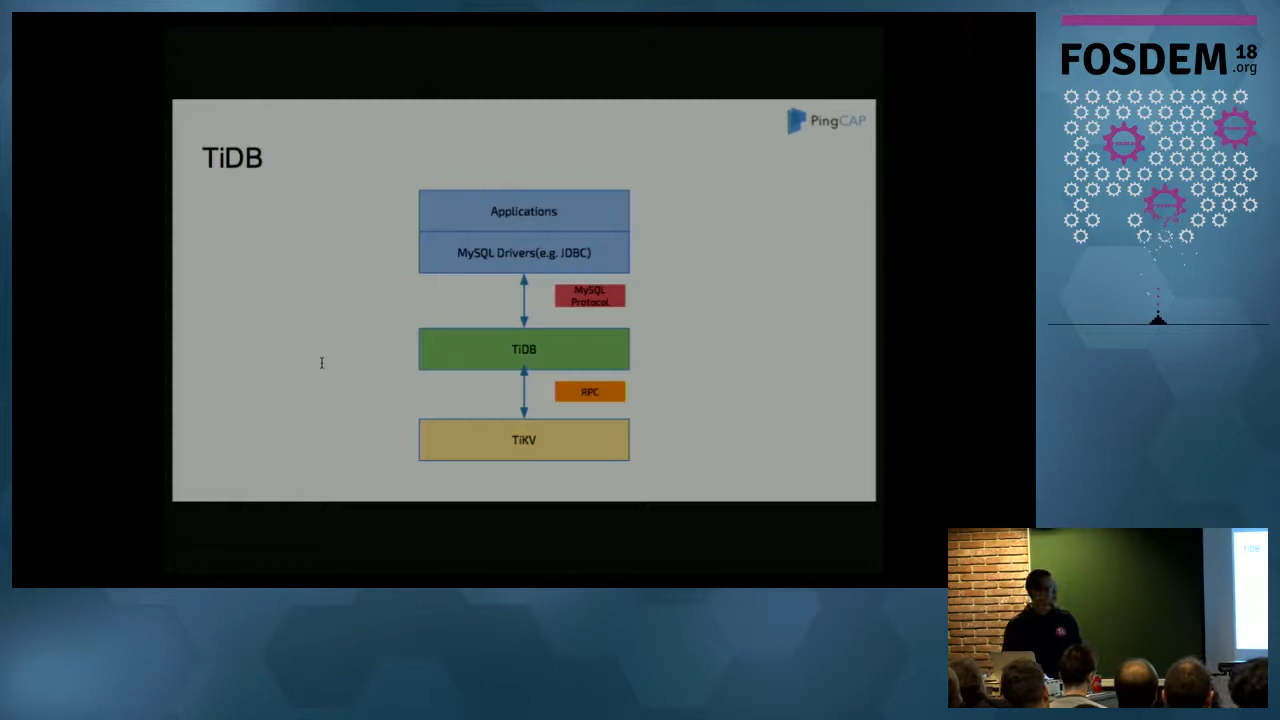 PingCAP
TiDB
Applications
MySQL Drivers(e.g. JDBC)
MySQL
Protocol
TiDB
RPC
TiKV
FOSDEM 18
.org